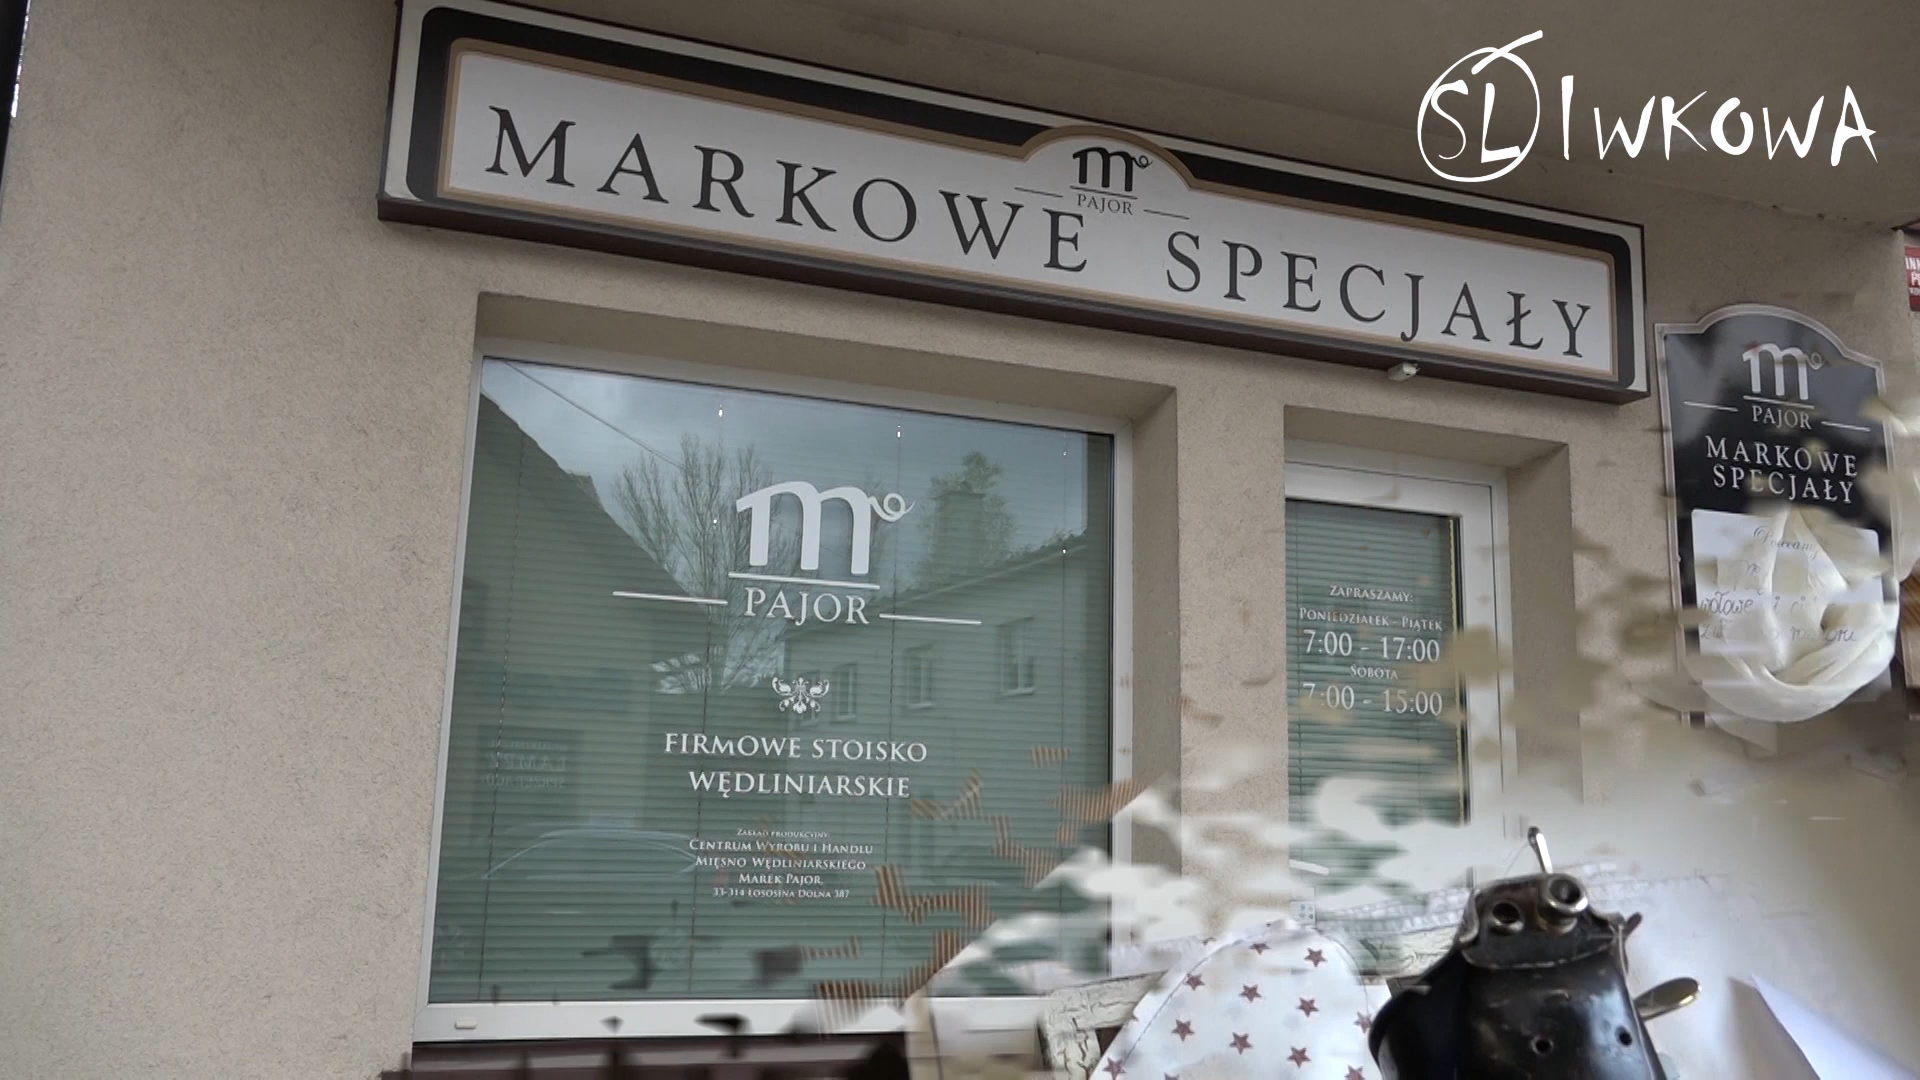 ŚLIWKOWA
MARKOWE SPECJAŁY
m
PAJOR
m
PAJOR
FIRMOWE STOISKO
WĘDLINIARSKIE
ZAKŁAD PRODUKCYJNY:
CENTRUM WYROBU I HANDLU
MIĘSNO WĘDLINIARSKIEGO
MAREK PAJOR
33-314 ŁOSOSINA DOLNA 387
ZAPRASZAMY:
PONIEDZIAŁEK - PIĄTEK
7:00 - 17:00
SOBOTA
7:00 - 15:00
m
PAJOR
MARKOWE
SPECJAŁY